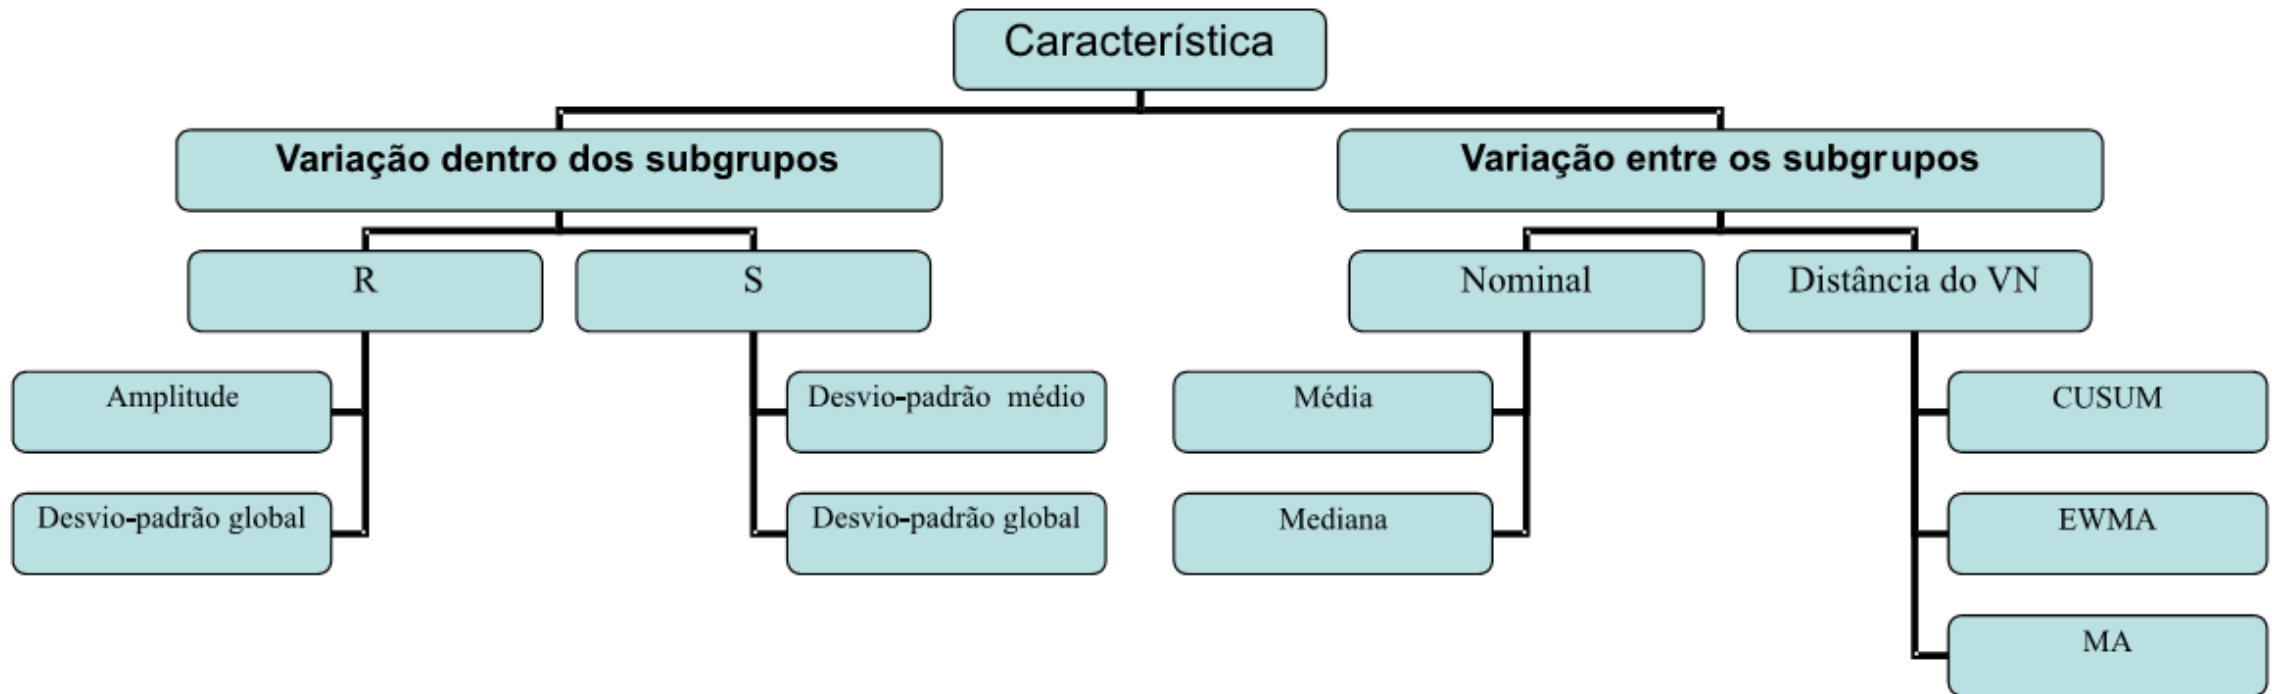 Característica
Variação dentro dos subgrupos
Variação entre os subgrupos
R
S
Nominal
Distância do VN
Amplitude
Desvio-padrão médio
Média
CUSUM
Desvio-padrão global
Desvio-padrão global
Mediana
EWMA
MA